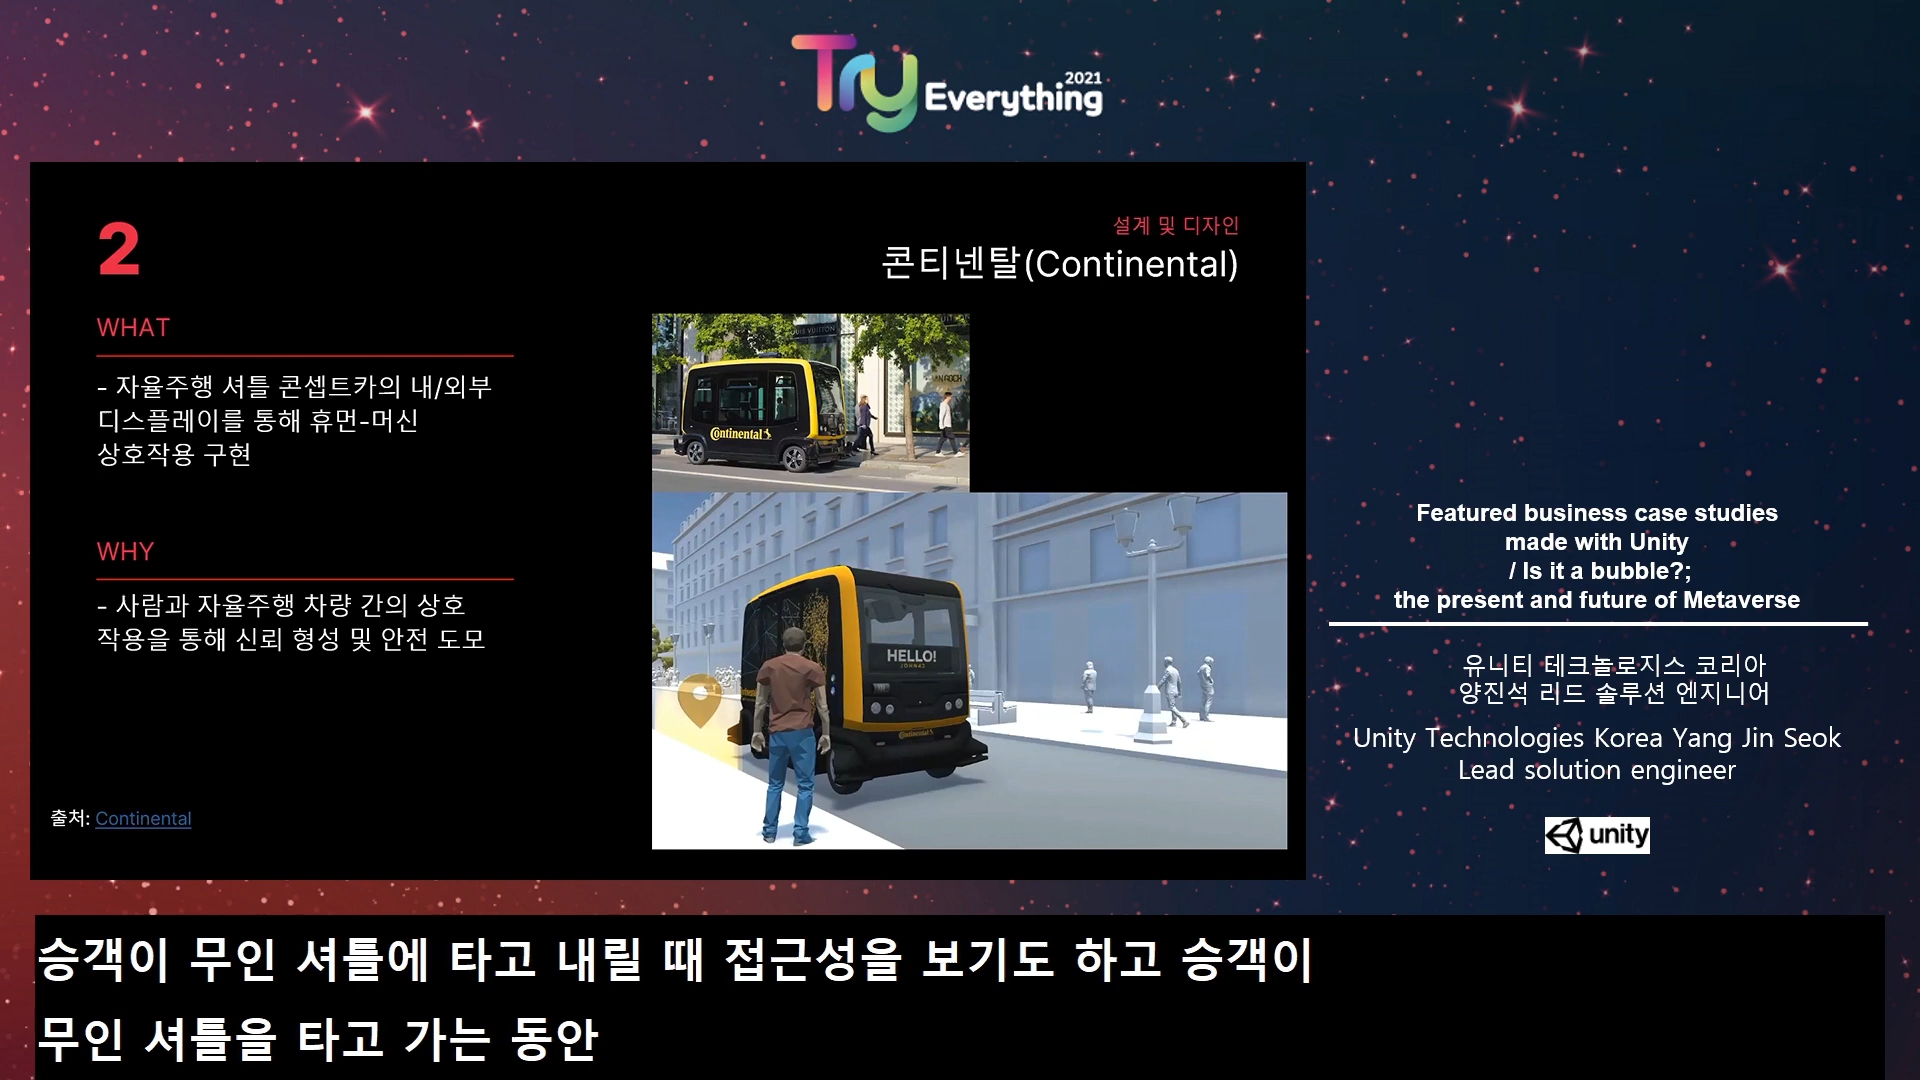 Try Everything 2021
2
설계 및 디자인
콘티넨탈(Continental)
WHAT
- 자율주행 셔틀 콘셉트카의 내/외부
디스플레이를 통해 휴먼-머신
상호작용 구현
WHY
- 사람과 자율주행 차량 간의 상호
작용을 통해 신뢰 형성 및 안전 도모
출처: Continental
LOUIS VUITTON
Continental
HELLO!
Continental
Featured business case studies
made with Unity
/ Is it a bubble?;
the present and future of Metaverse
유니티 테크놀로지스 코리아
양진석 리드 솔루션 엔지니어
Unity Technologies Korea Yang Jin Seok
Lead solution engineer
unity
승객이 무인 셔틀에 타고 내릴 때 접근성을 보기도 하고 승객이
무인 셔틀을 타고 가는 동안